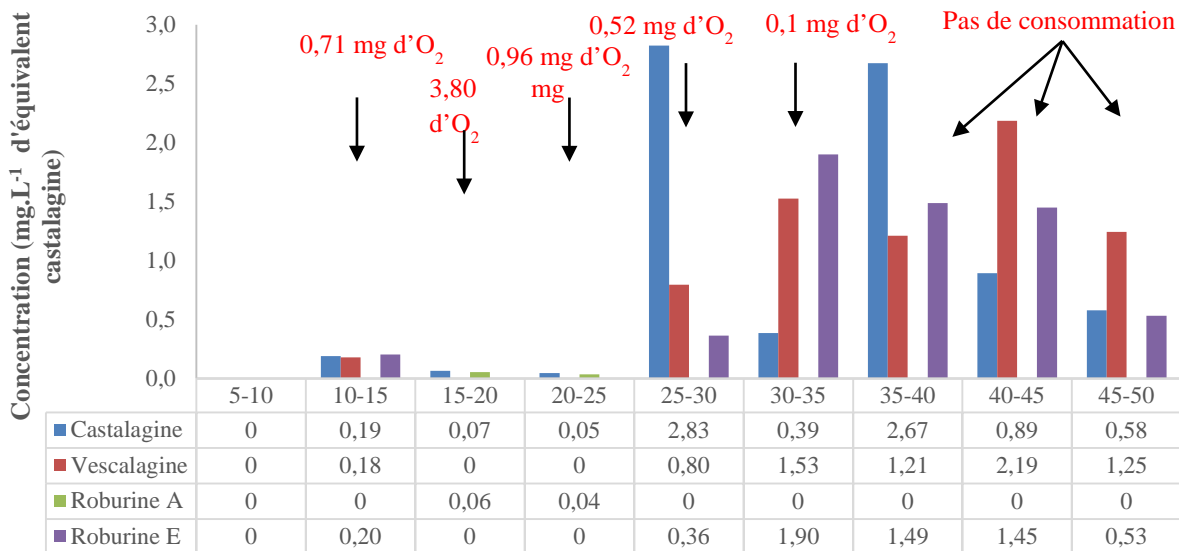 Concentration (mg.L-1 d'équivalent
castalagine)
3,0
2,5
2,0
1,5
1,0
0,5
0,0
0,71 mg d’O2
3,80
d’O2
0,96 mg d’O2
mg
0,52 mg d’O2
0,1 mg d’O2
Pas de consommation
5-10 10-15 15-20 20-25 25-30 30-35 35-40 40-45 45-50
Castalagine 0 0,19 0,07 0,05 2,83 0,39 2,67 0,89 0,58
Vescalagine 0 0,18 0 0 0,80 1,53 1,21 2,19 1,25
Roburine A 0 0 0,06 0,04 0 0 0 0 0
Roburine E 0 0,20 0 0 0,36 1,90 1,49 1,45 0,53